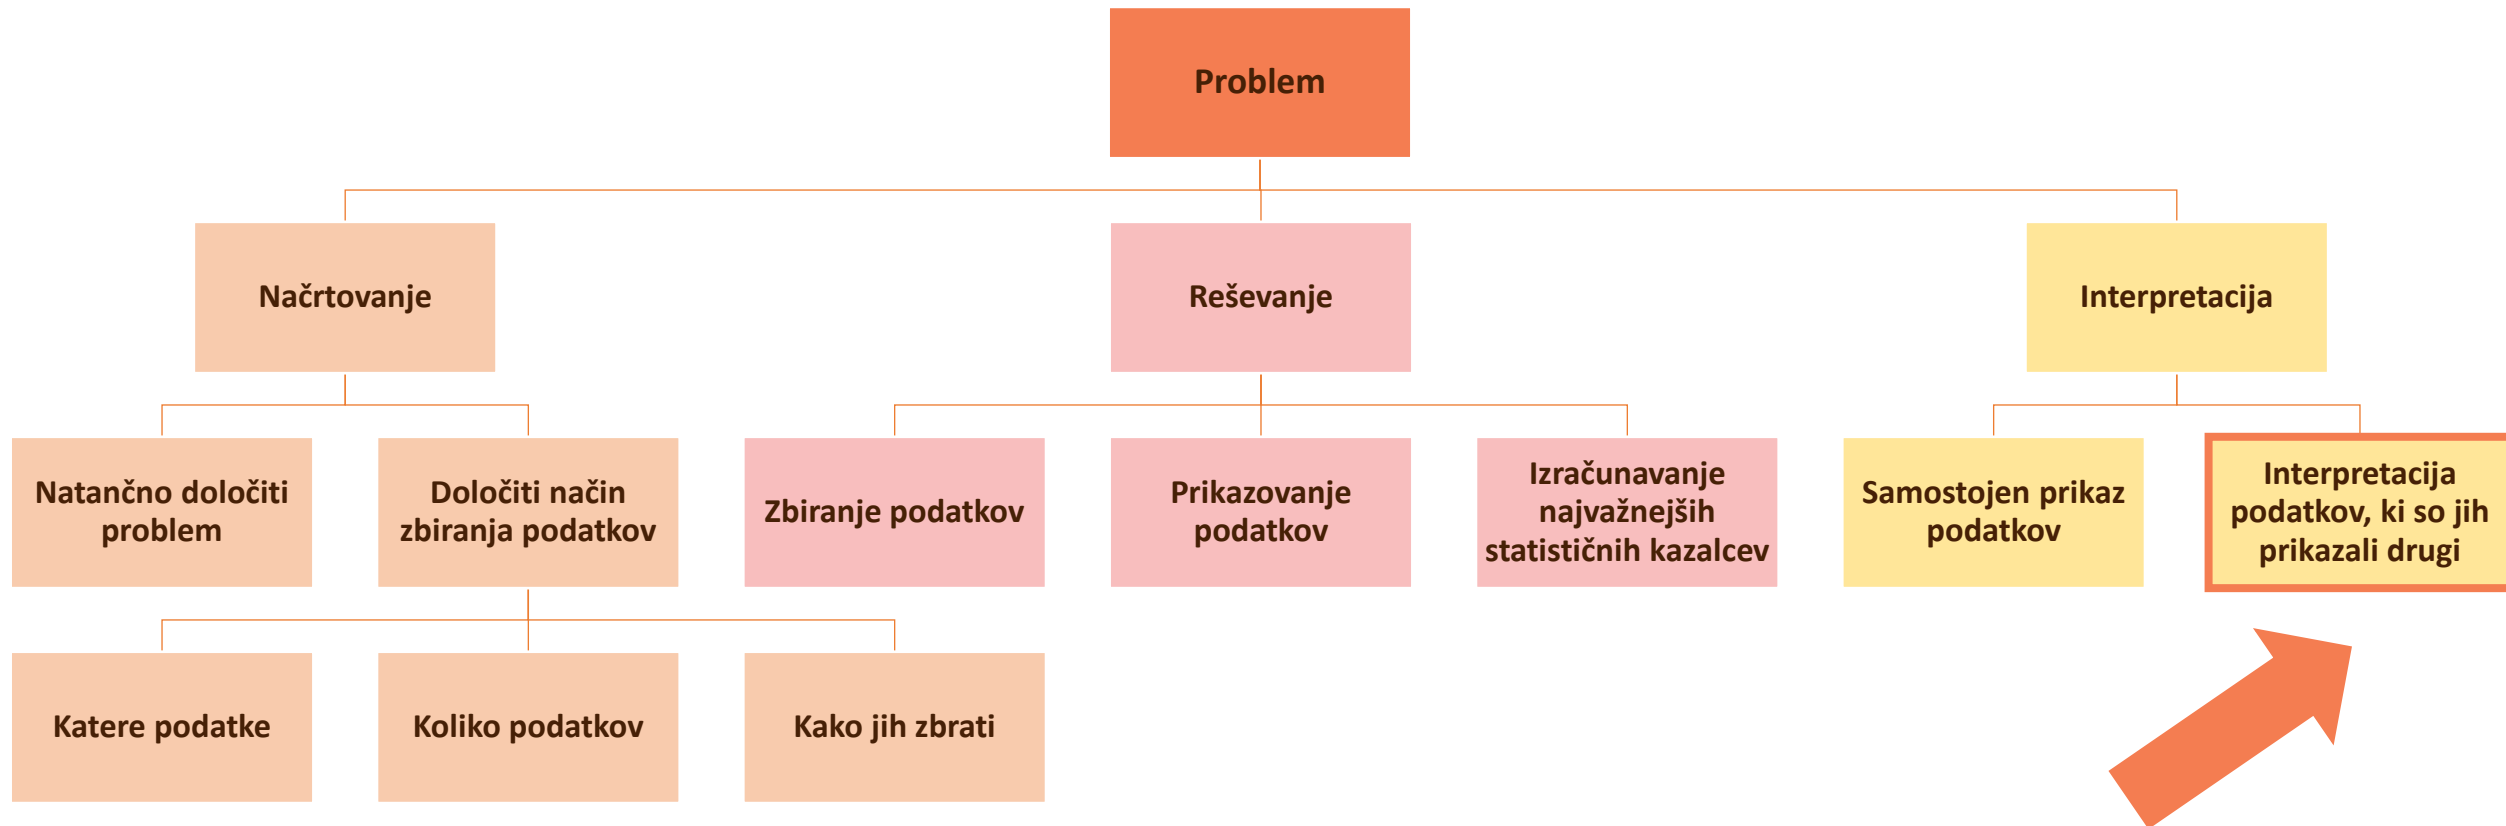 Problem
Načrtovanje
Reševanje
Interpretacija
Natančno določiti
problem
Določiti način
zbiranja podatkov
Zbiranje podatkov
Prikazovanje
podatkov
Izračunavanje
najvažnejših
statističnih kazalcev
Samostojen prikaz
podatkov
Interpretacija
podatkov, ki so jih
prikazali drugi
Katere podatke
Koliko podatkov
Kako jih zbrati